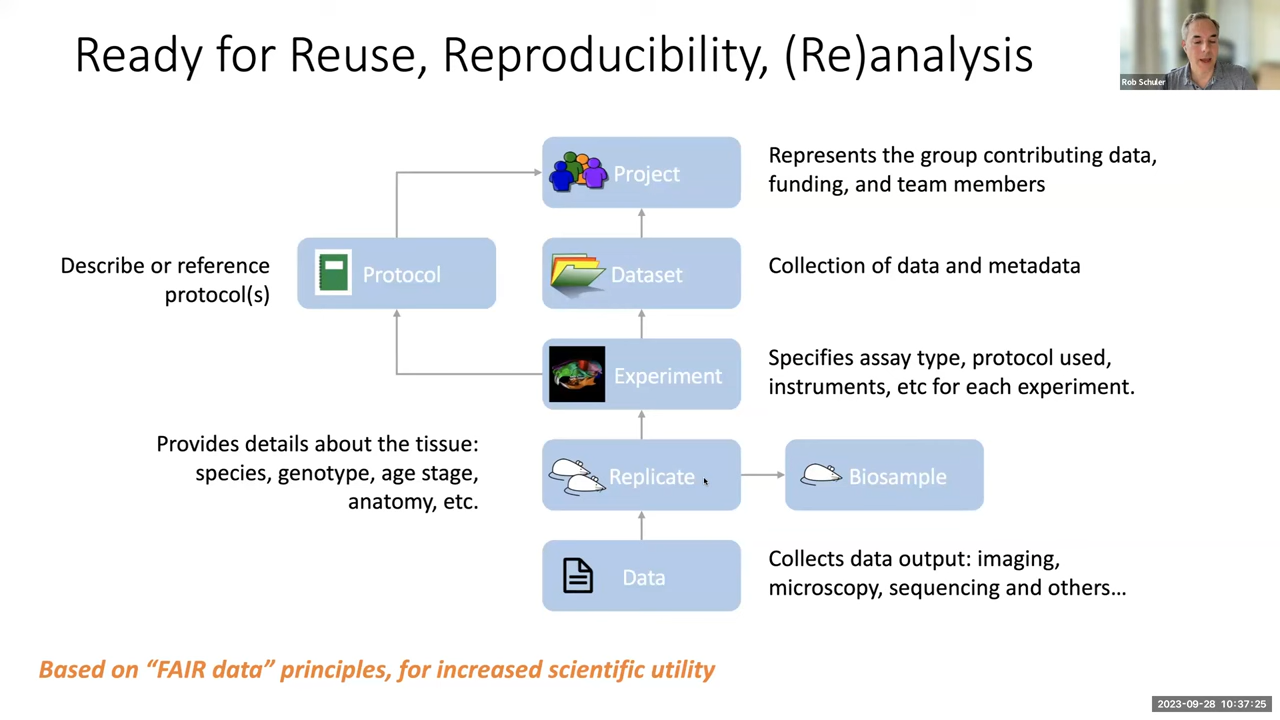 Ready for Reuse, Reproducibility, (Re)analysis
Rob Schuler
Project
Represents the group contributing data,
funding, and team members
Describe or reference
protocol(s)
Protocol
Dataset
Collection of data and metadata
Experiment
Specifies assay type, protocol used,
instruments, etc for each experiment.
Provides details about the tissue:
species, genotype, age stage,
anatomy, etc.
Replicate
Biosample
Data
Collects data output: imaging,
microscopy, sequencing and others…
Based on “FAIR data” principles, for increased scientific utility
2023-09-28 10:37:25